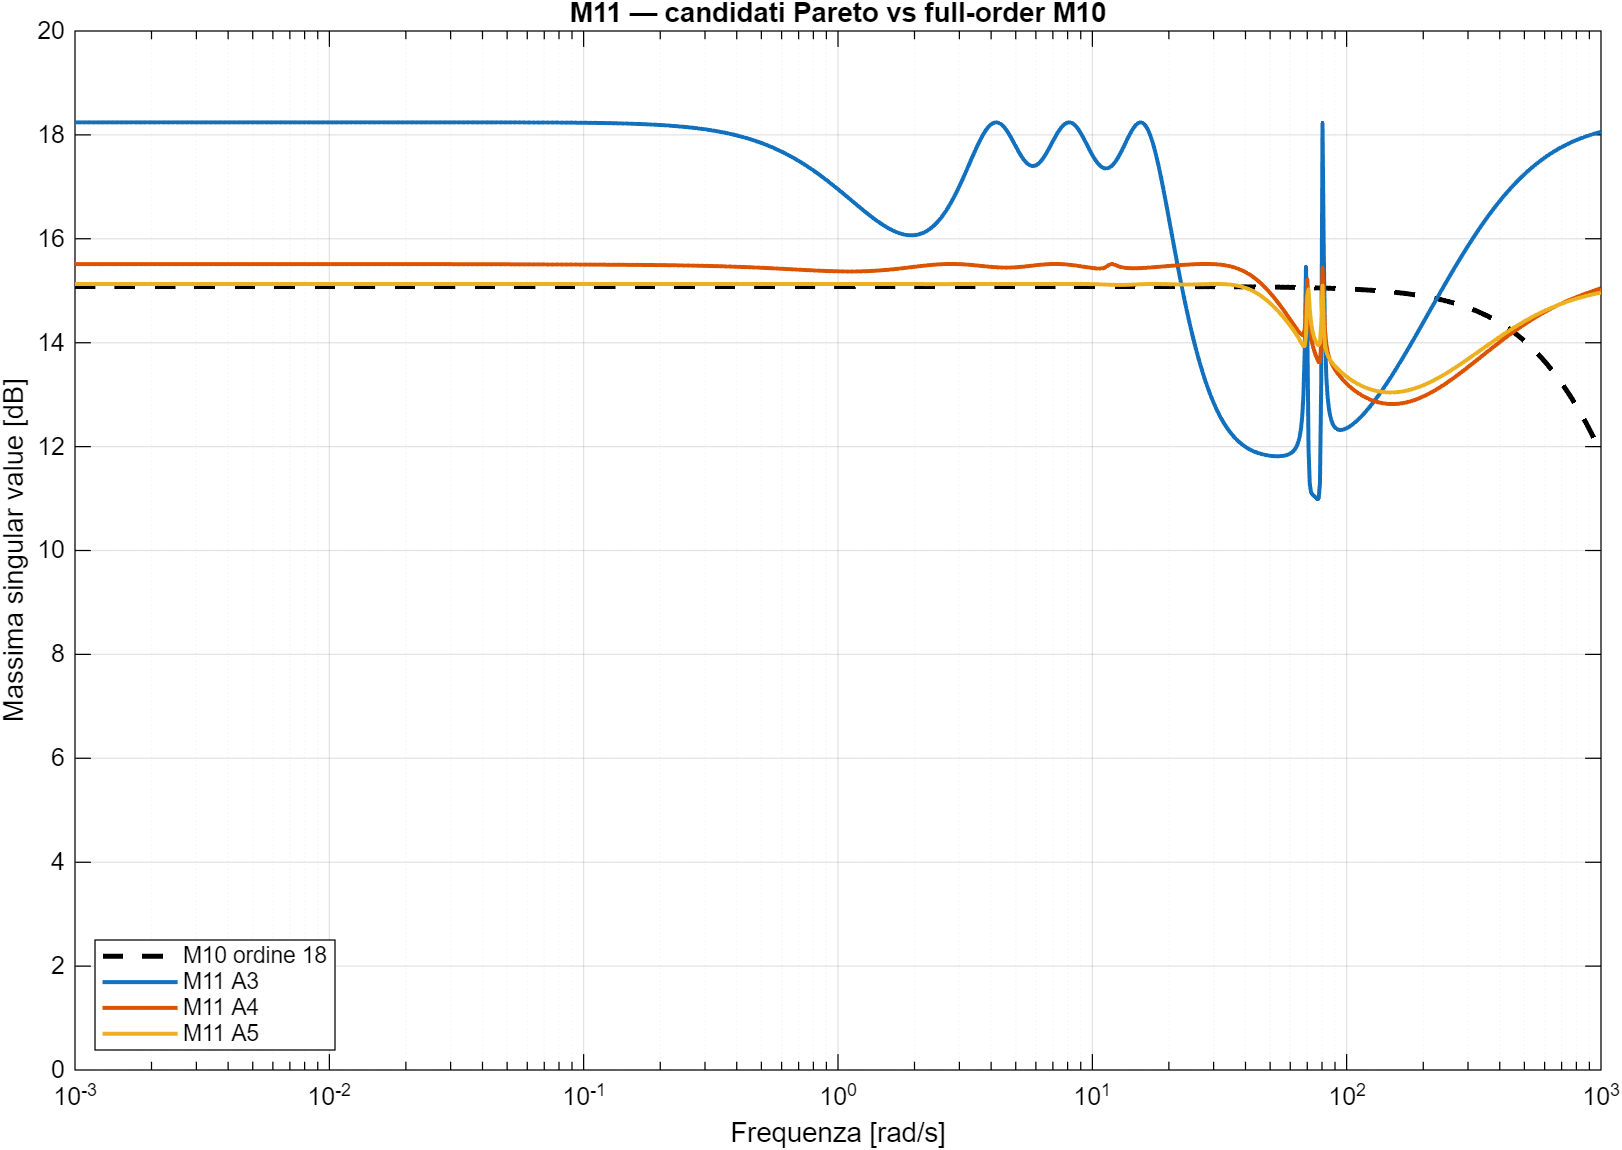 M11 — candidati Pareto vs full-order M10
Massima singular value [dB]
20
18
16
14
12
10
8
6
4
2
0
M10 ordine 18
M11 A3
M11 A4
M11 A5
10⁻³ 10⁻² 10⁻¹ 10⁰ 10¹ 10² 10³
Frequenza [rad/s]